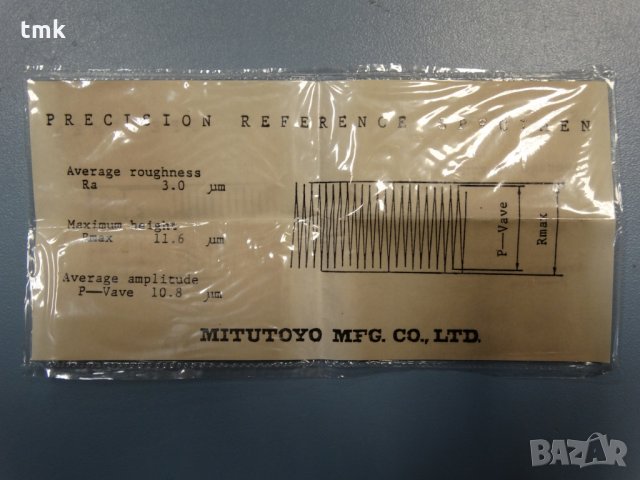 tmk
PRECISION REFERENCE SPECIMEN
Average roughness
Ra 3.0 µm
Maximum height
Rmax 11.6 µm
Average amplitude
P—Vave 10.8 µm
P—Vave
Rmax
MITUTOYO MFG. CO., LTD.
BAZAR